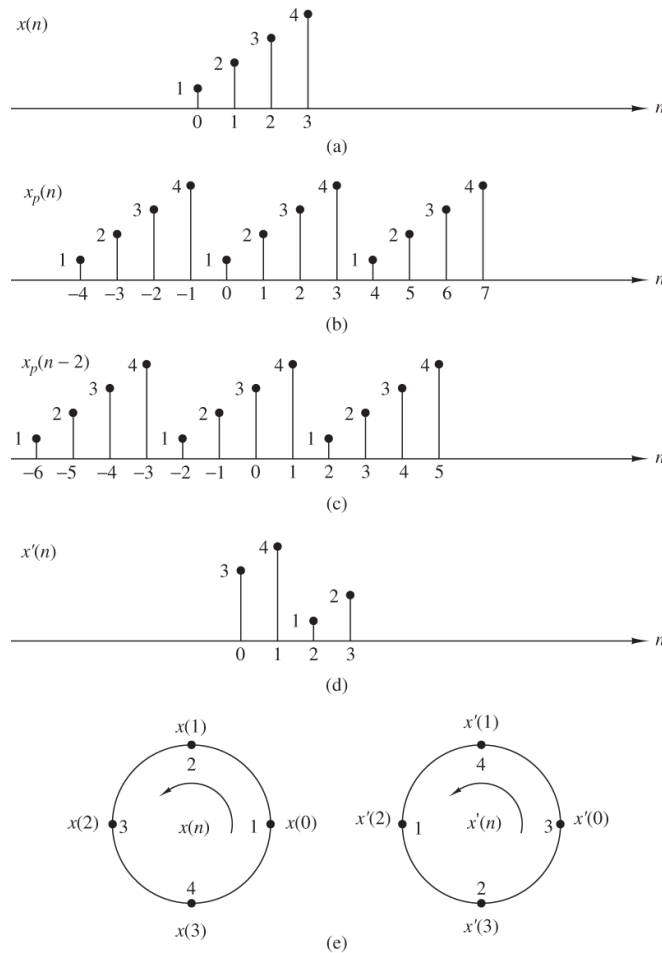 x(n)
1 2 3 4
n
0 1 2 3
(a)
x_p(n)
1 2 3 4 1 2 3 4 1 2 3 4
n
−4 −3 −2 −1 0 1 2 3 4 5 6 7
(b)
x_p(n − 2)
1 2 3 4 1 2 3 4 1 2 3 4
n
−6 −5 −4 −3 −2 −1 0 1 2 3 4 5
(c)
x′(n)
3 4 1 2
n
0 1 2 3
(d)
x(1) x′(1)
2 4
x(2) 3 x(n) 1 x(0) x′(2) 1 x′(n) 3 x′(0)
4 2
x(3) x′(3)
(e)